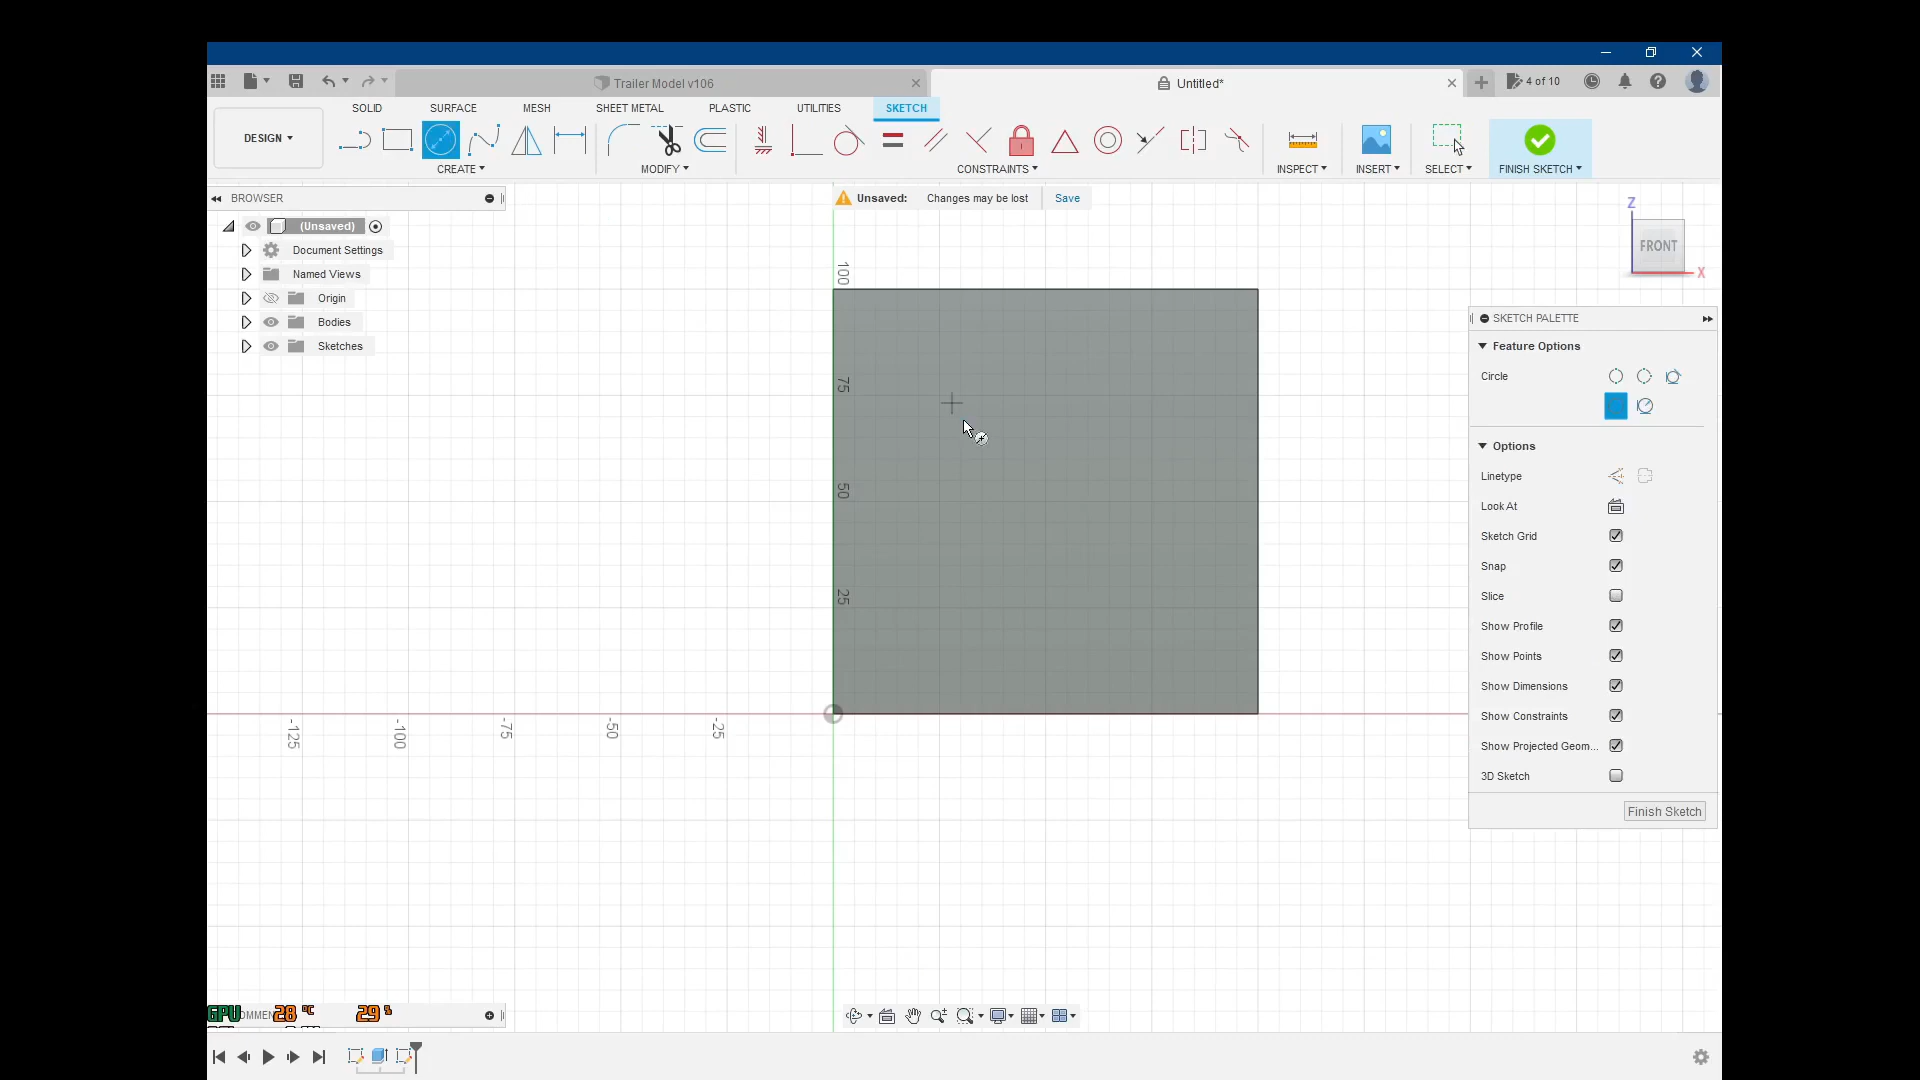 Trailer Model v106
Untitled*
4 of 10
SOLID
SURFACE
MESH
SHEET METAL
PLASTIC
UTILITIES
SKETCH
DESIGN
CREATE
MODIFY
CONSTRAINTS
INSPECT
INSERT
SELECT
FINISH SKETCH
BROWSER
Unsaved: Changes may be lost Save
(Unsaved)
Document Settings
Named Views
Origin
Bodies
Sketches
Z
FRONT
X
100
75
50
25
-125
-100
-75
-50
-25
SKETCH PALETTE
Feature Options
Circle
Options
Linetype
Look At
Sketch Grid
Snap
Slice
Show Profile
Show Points
Show Dimensions
Show Constraints
Show Projected Geom...
3D Sketch
Finish Sketch
GPU 28 °C 29 %